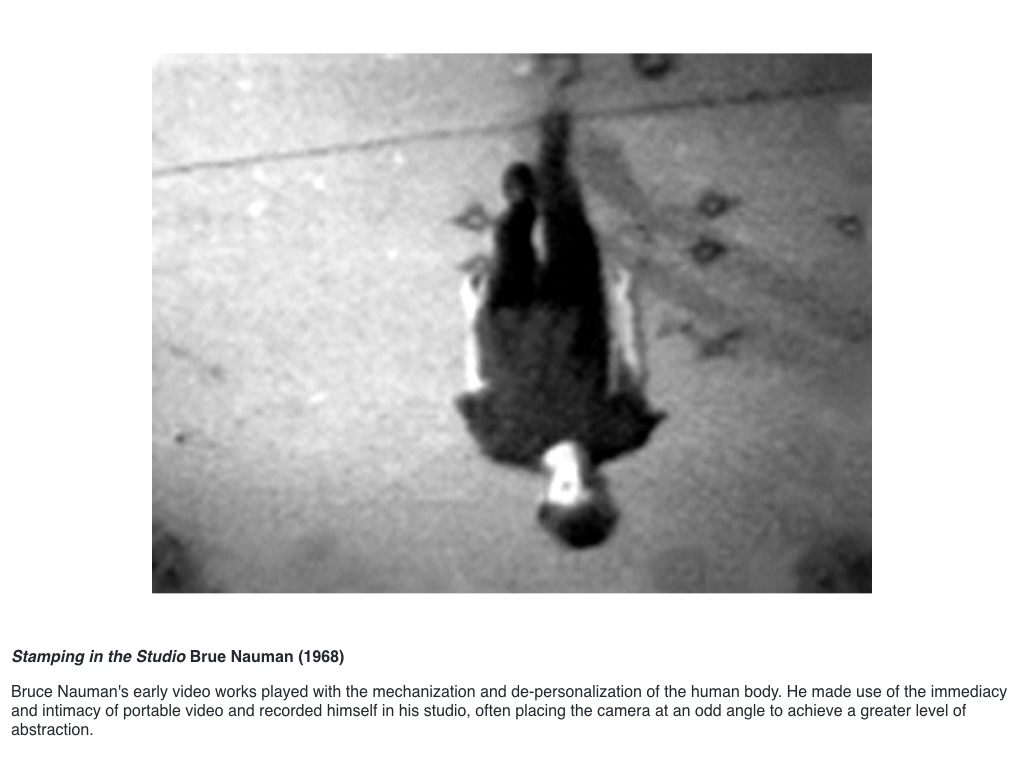 Stamping in the Studio Brue Nauman (1968)
Bruce Nauman's early video works played with the mechanization and de-personalization of the human body. He made use of the immediacy
and intimacy of portable video and recorded himself in his studio, often placing the camera at an odd angle to achieve a greater level of
abstraction.